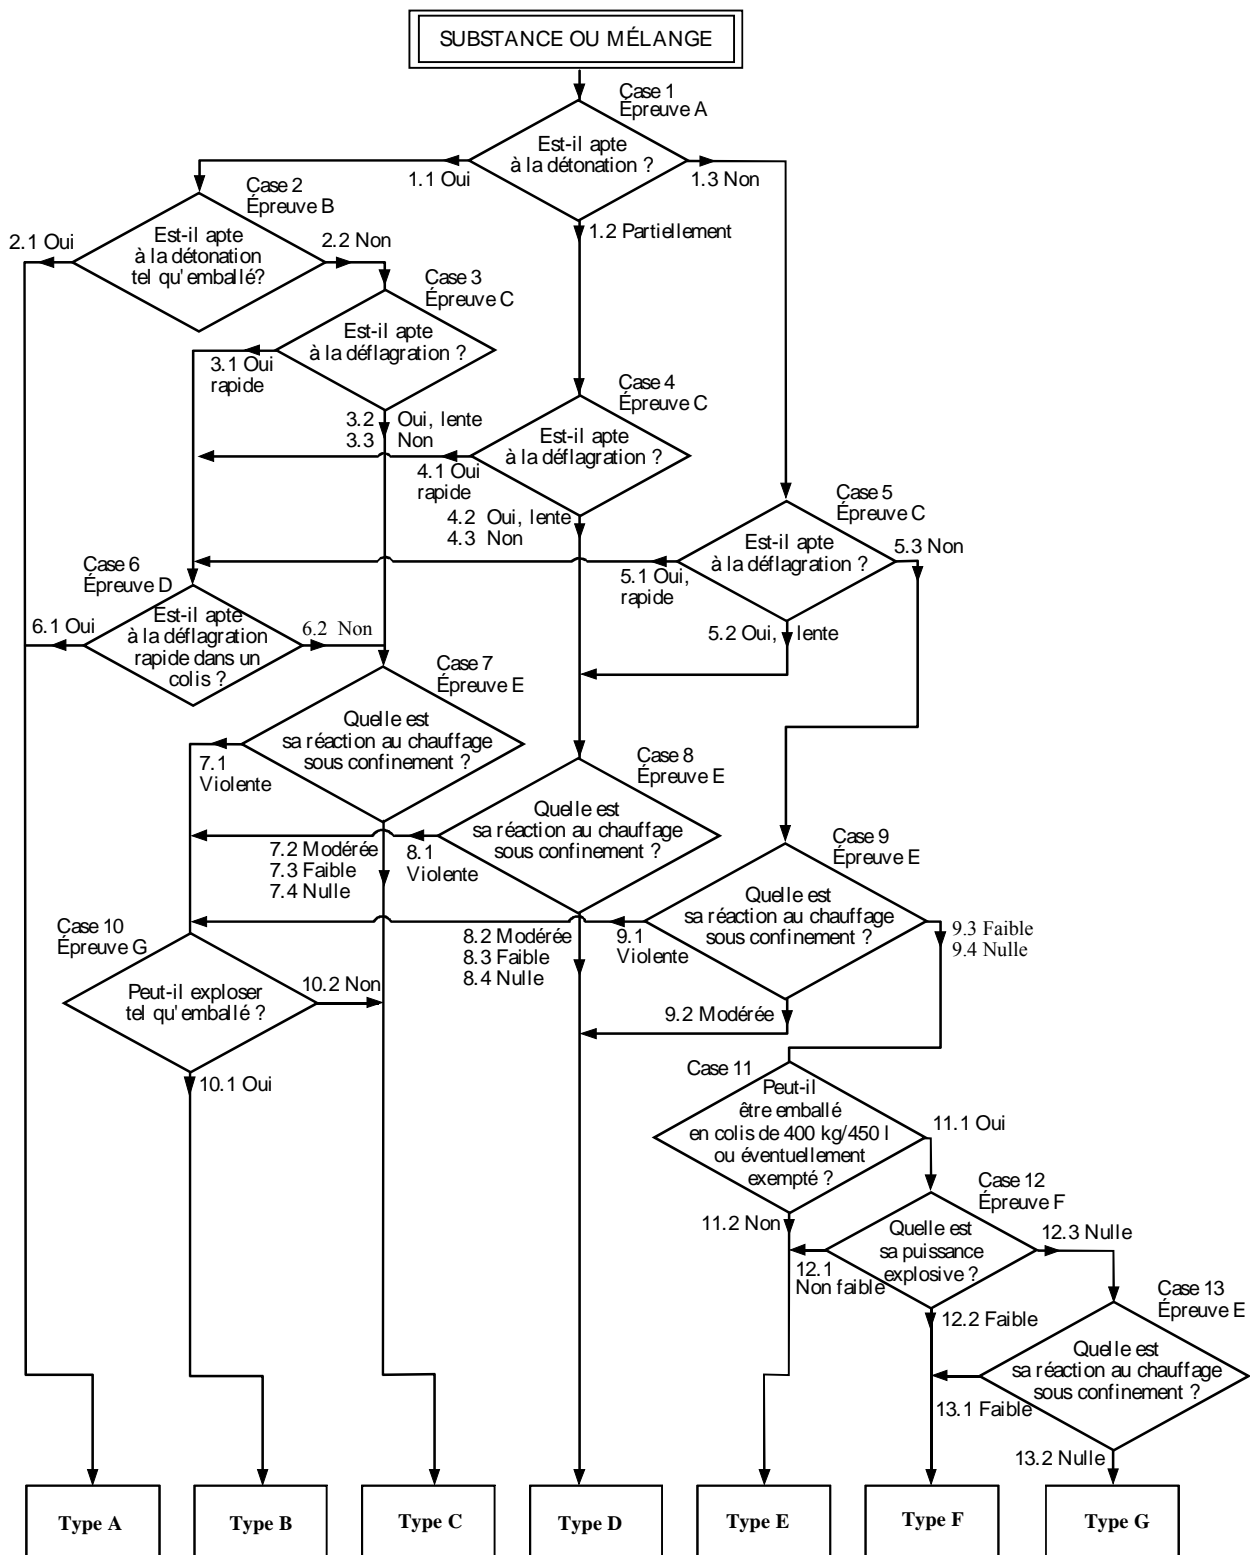 SUBSTANCE OU MÉLANGE
Case 1
Épreuve A
Est-il apte
à la détonation ?
1.1 Oui
1.3 Non
1.2 Partiellement
Case 2
Épreuve B
Est-il apte
à la détonation
tel qu'emballé?
2.1 Oui
2.2 Non
Case 3
Épreuve C
Est-il apte
à la déflagration ?
3.1 Oui
rapide
3.2 Oui, lente
3.3 Non
Case 4
Épreuve C
Est-il apte
à la déflagration ?
4.1 Oui
rapide
4.2 Oui, lente
4.3 Non
Case 5
Épreuve C
Est-il apte
à la déflagration ?
5.3 Non
5.1 Oui,
rapide
5.2 Oui, lente
Case 6
Épreuve D
Est-il apte
à la déflagration
rapide dans un
colis ?
6.1 Oui
6.2 Non
Case 7
Épreuve E
Quelle est
sa réaction au chauffage
sous confinement ?
7.1
Violente
7.2 Modérée
7.3 Faible
7.4 Nulle
Case 8
Épreuve E
Quelle est
sa réaction au chauffage
sous confinement ?
8.1
Violente
8.2 Modérée
8.3 Faible
8.4 Nulle
Case 9
Épreuve E
Quelle est
sa réaction au chauffage
sous confinement ?
9.1
Violente
9.3 Faible
9.4 Nulle
9.2 Modérée
Case 10
Épreuve G
Peut-il exploser
tel qu'emballé ?
10.2 Non
10.1 Oui
Case 11
Peut-il
être emballé
en colis de 400 kg/450 l
ou éventuellement
exempté ?
11.1 Oui
11.2 Non
Case 12
Épreuve F
Quelle est
sa puissance
explosive ?
12.3 Nulle
12.1
Non faible
12.2 Faible
Case 13
Épreuve E
Quelle est
sa réaction au chauffage
sous confinement ?
13.1 Faible
13.2 Nulle
Type A
Type B
Type C
Type D
Type E
Type F
Type G